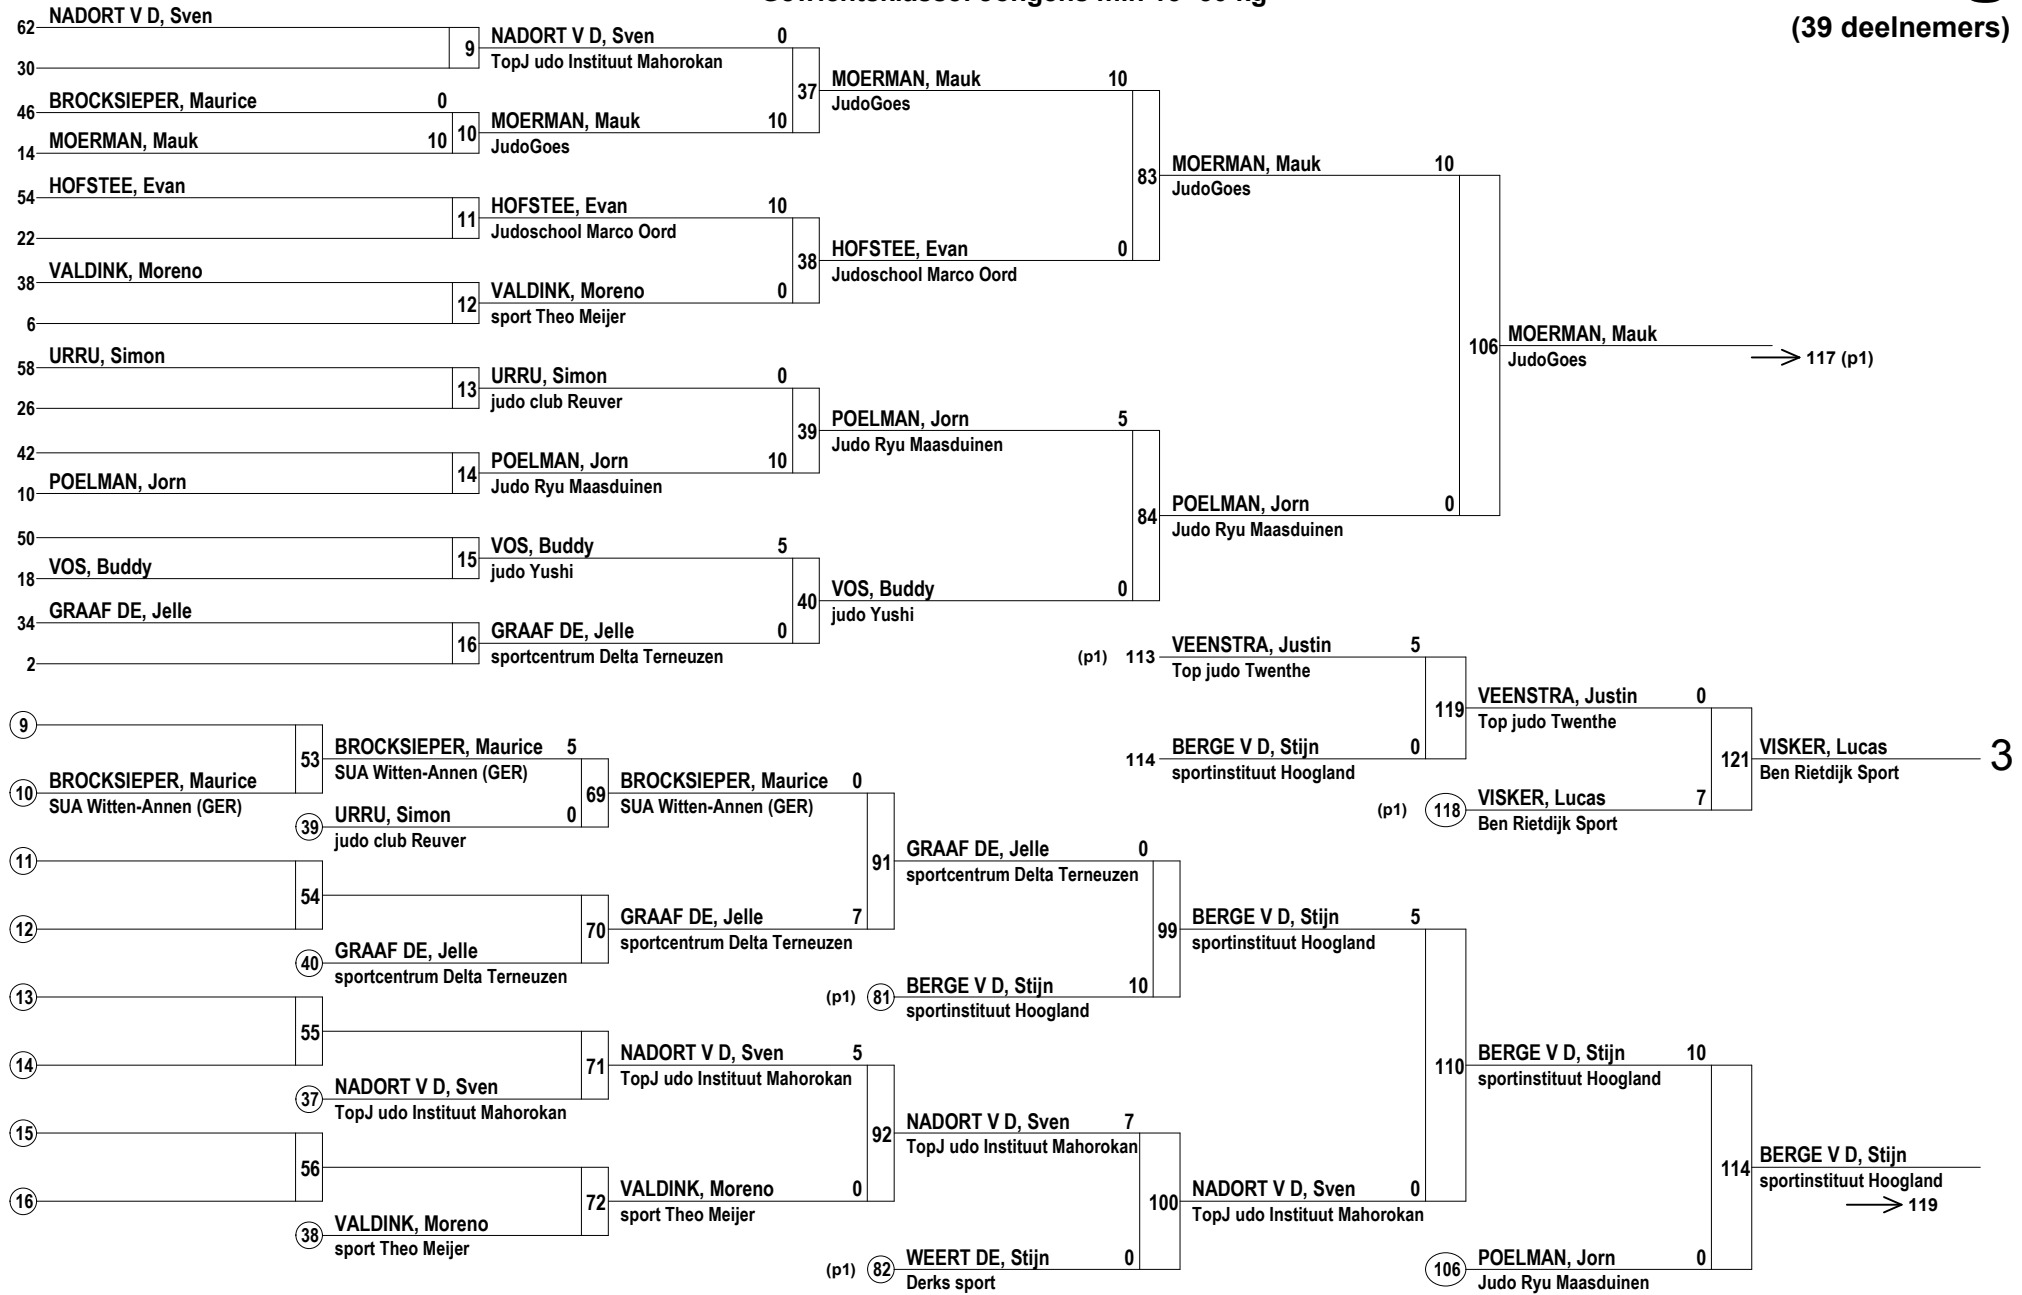 (39 deelnemers)
62 NADORT V D, Sven
30
9 NADORT V D, Sven 0
TopJ udo Instituut Mahorokan
46 BROCKSIEPER, Maurice 0
14 MOERMAN, Mauk 10
10 MOERMAN, Mauk 10
JudoGoes
37 MOERMAN, Mauk 10
JudoGoes
54 HOFSTEE, Evan
22
11 HOFSTEE, Evan 10
Judoschool Marco Oord
38 VALDINK, Moreno
6
12 VALDINK, Moreno 0
sport Theo Meijer
38 HOFSTEE, Evan 0
Judoschool Marco Oord
83 MOERMAN, Mauk 10
JudoGoes
58 URRU, Simon
26
13 URRU, Simon 0
judo club Reuver
42
10 POELMAN, Jorn
14 POELMAN, Jorn 10
Judo Ryu Maasduinen
39 POELMAN, Jorn 5
Judo Ryu Maasduinen
50
18 VOS, Buddy
15 VOS, Buddy 5
judo Yushi
34 GRAAF DE, Jelle
2
16 GRAAF DE, Jelle 0
sportcentrum Delta Terneuzen
40 VOS, Buddy 0
judo Yushi
84 POELMAN, Jorn 0
Judo Ryu Maasduinen
106 MOERMAN, Mauk
JudoGoes
117 (p1)
(p1) 113 VEENSTRA, Justin 5
Top judo Twenthe
114 BERGE V D, Stijn 0
sportinstituut Hoogland
119 VEENSTRA, Justin 0
Top judo Twenthe
(p1) 118 VISKER, Lucas 7
Ben Rietdijk Sport
121 VISKER, Lucas 3
Ben Rietdijk Sport
9
10 BROCKSIEPER, Maurice
SUA Witten-Annen (GER)
53 BROCKSIEPER, Maurice 5
SUA Witten-Annen (GER)
39 URRU, Simon 0
judo club Reuver
69 BROCKSIEPER, Maurice 0
SUA Witten-Annen (GER)
11
12
54
40 GRAAF DE, Jelle
sportcentrum Delta Terneuzen
70 GRAAF DE, Jelle 7
sportcentrum Delta Terneuzen
91 GRAAF DE, Jelle 0
sportcentrum Delta Terneuzen
(p1) 81 BERGE V D, Stijn 10
sportinstituut Hoogland
99 BERGE V D, Stijn 5
sportinstituut Hoogland
13
14
55
37 NADORT V D, Sven
TopJ udo Instituut Mahorokan
71 NADORT V D, Sven 5
TopJ udo Instituut Mahorokan
15
16
56
38 VALDINK, Moreno
sport Theo Meijer
72 VALDINK, Moreno 0
sport Theo Meijer
92 NADORT V D, Sven 7
TopJ udo Instituut Mahorokan
(p1) 82 WEERT DE, Stijn 0
Derks sport
100 NADORT V D, Sven 0
TopJ udo Instituut Mahorokan
110 BERGE V D, Stijn 10
sportinstituut Hoogland
106 POELMAN, Jorn 0
Judo Ryu Maasduinen
114 BERGE V D, Stijn
sportinstituut Hoogland
119